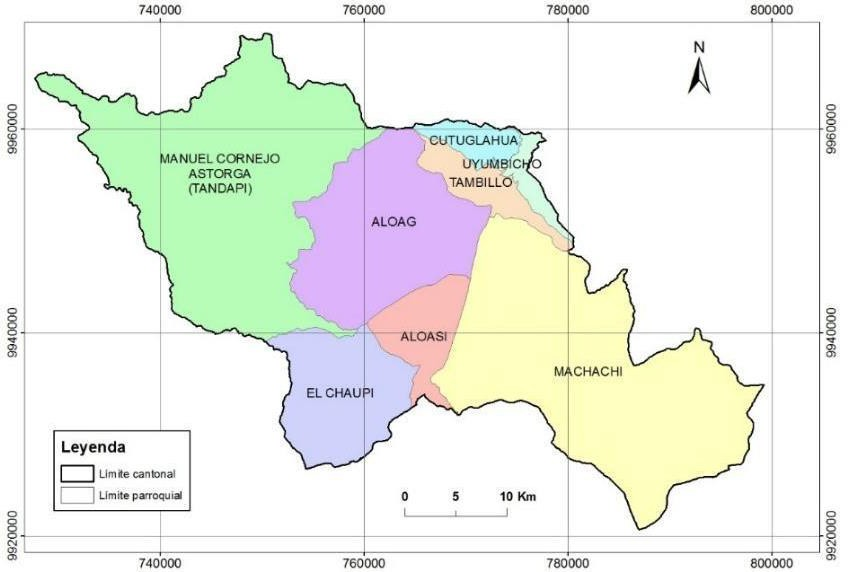 740000 760000 780000 800000
N
9960000 9960000
CUTUGLAHUA
MANUEL CORNEJO
ASTORGA
(TANDAPI)
UYUMBICHO
TAMBILLO
ALOAG
9940000 9940000
ALOASI
MACHACHI
EL CHAUPI
Leyenda
Límite cantonal
Límite parroquial
0 5 10 Km
9920000 9920000
740000 760000 780000 800000